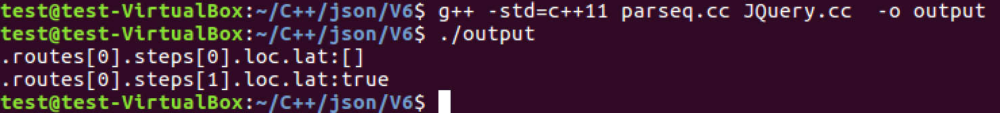 test@test-VirtualBox:~/C++/json/V6$ g++ -std=c++11 parseq.cc JQuery.cc  -o output
test@test-VirtualBox:~/C++/json/V6$ ./output
.routes[0].steps[0].loc.lat:[]
.routes[0].steps[1].loc.lat:true
test@test-VirtualBox:~/C++/json/V6$